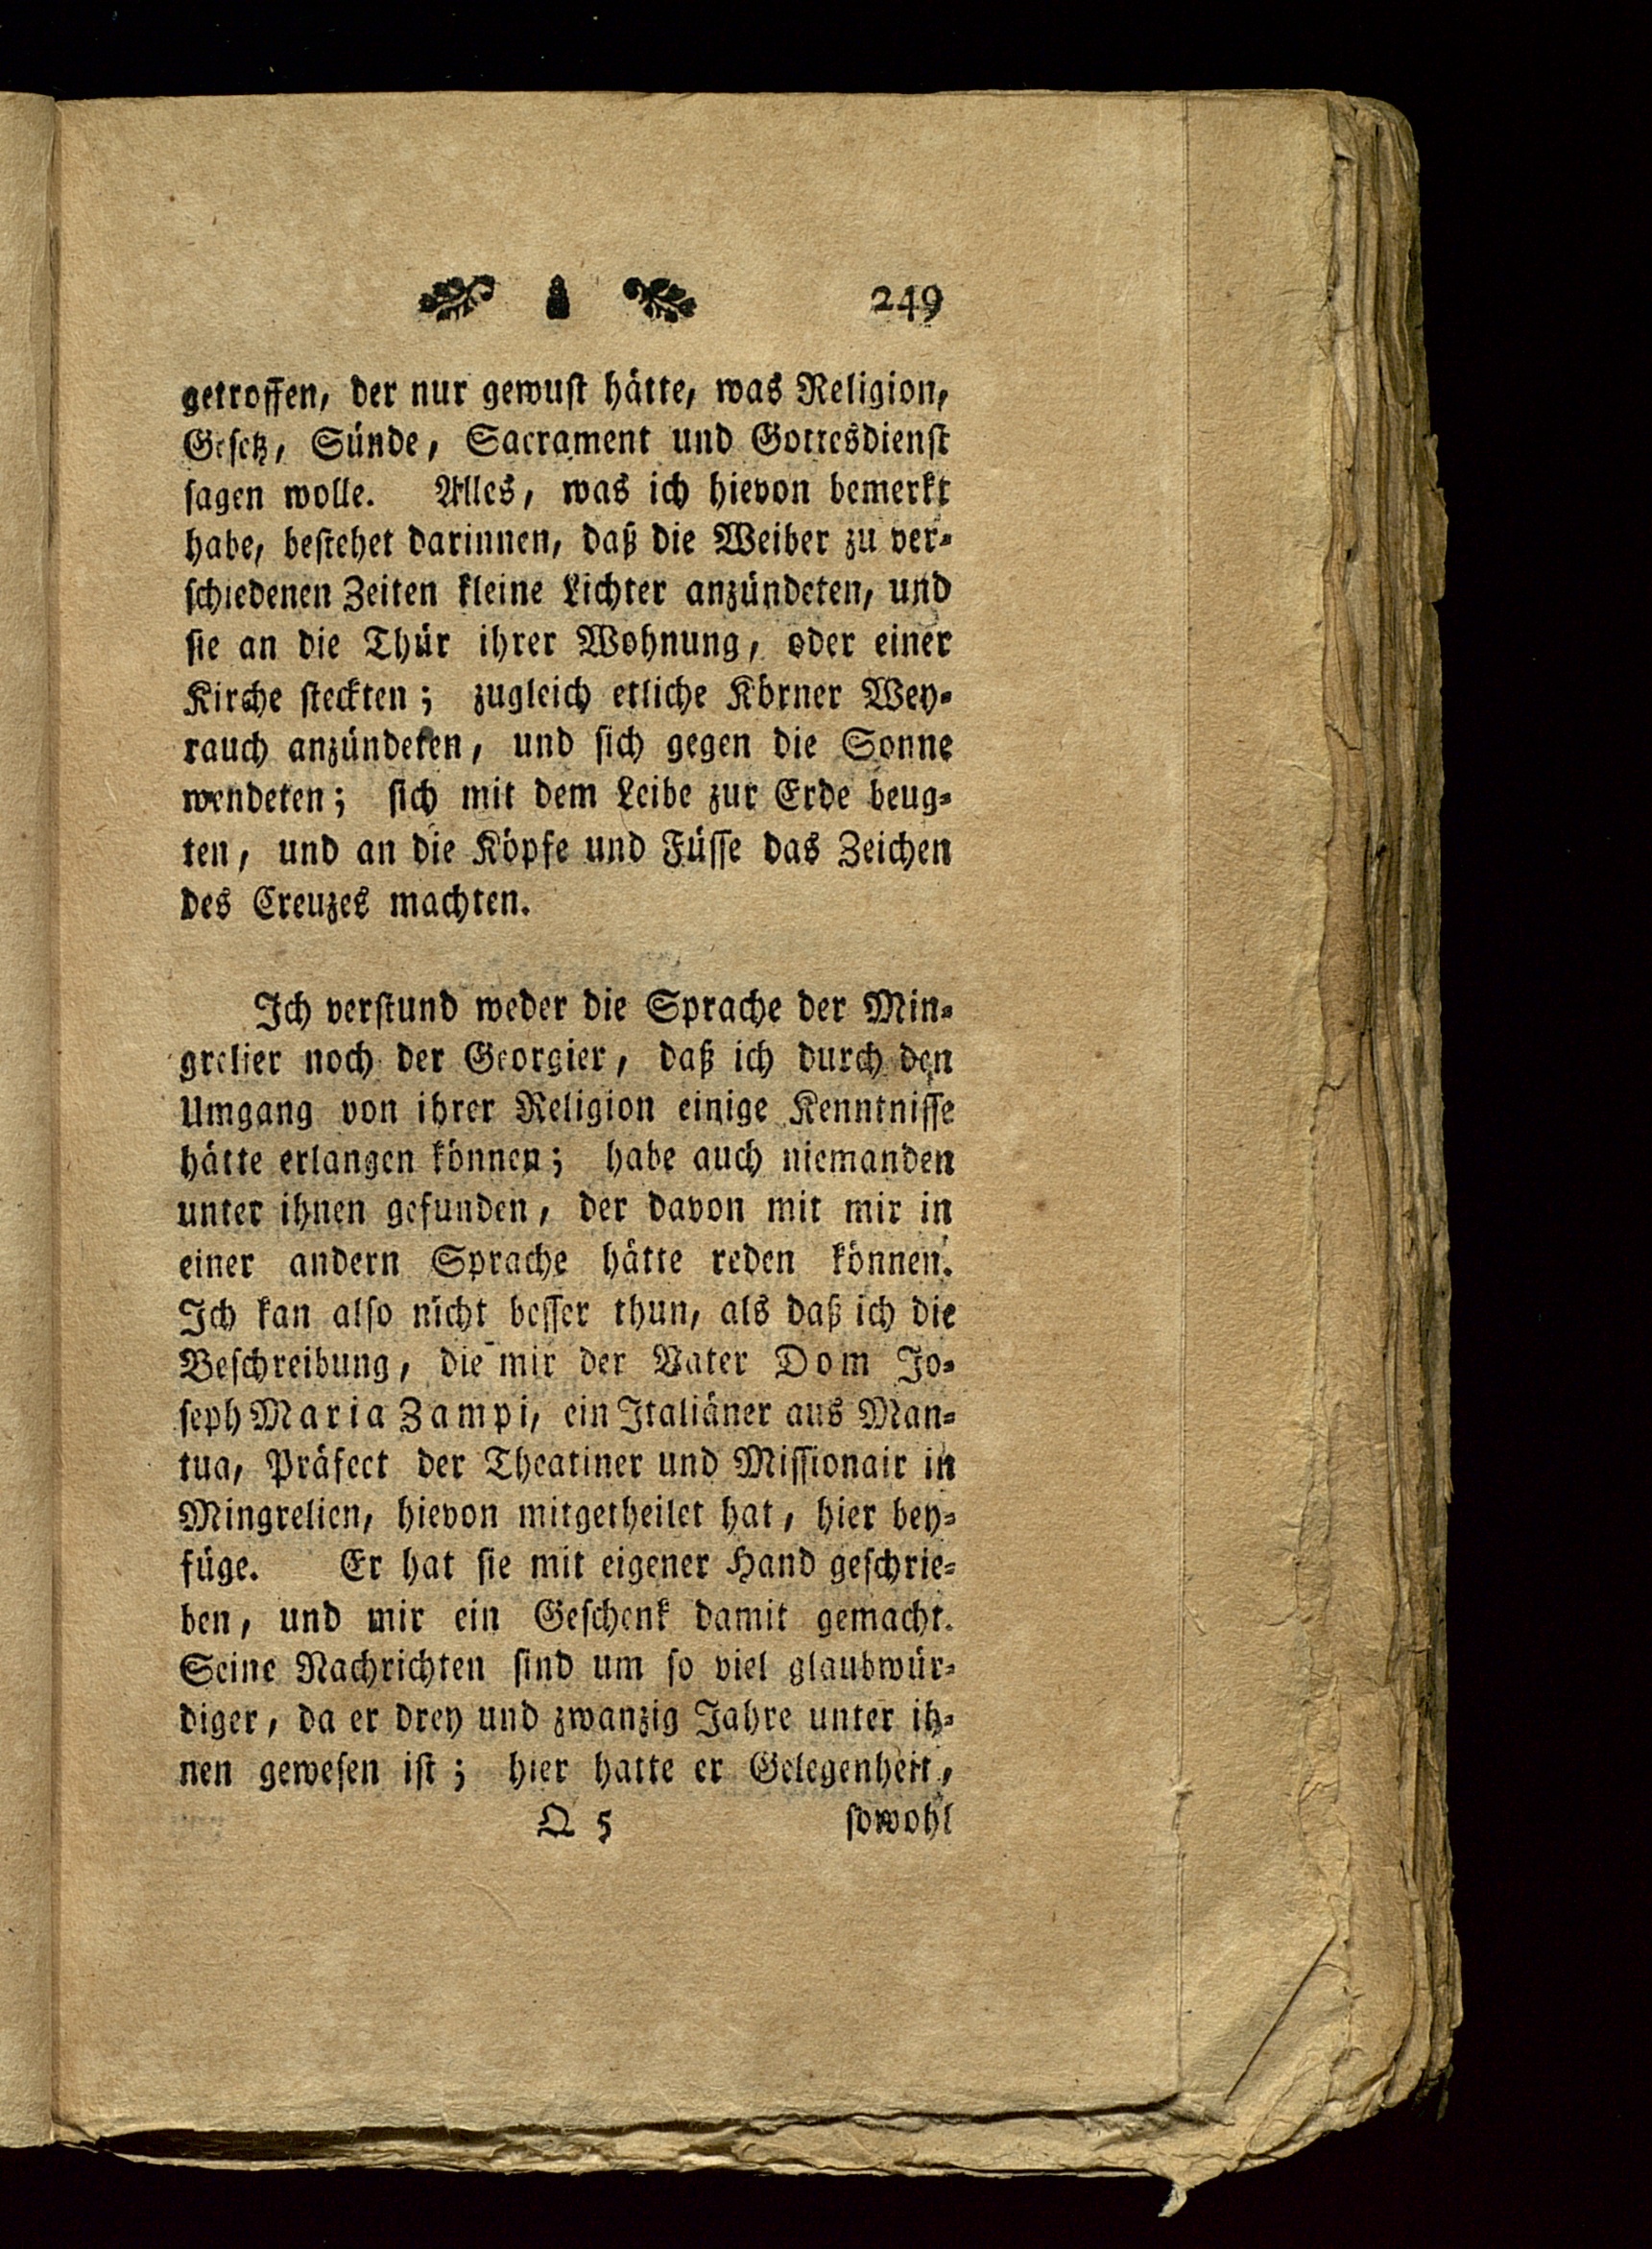 249
getroffen, der nur gewust hätte, was Religion,
Gesetz, Sünde, Sacrament und Gottesdienst
sagen wolle. Alles, was ich hievon bemerkt
habe, bestehet darinnen, daß die Weiber zu ver-
schiedenen Zeiten kleine Lichter anzündeten, und
sie an die Thür ihrer Wohnung, oder einer
Kirche steckten; zugleich etliche Körner Wey-
rauch anzündeten, und sich gegen die Sonne
wendeten; sich mit dem Leibe zur Erde beug-
ten, und an die Köpfe und Füsse das Zeichen
des Creuzes machten.
Ich verstund weder die Sprache der Min-
grelier noch der Georgier, daß ich durch den
Umgang von ihrer Religion einige Kenntnisse
hätte erlangen können; habe auch niemanden
unter ihnen gefunden, der davon mit mir in
einer andern Sprache hätte reden können.
Ich kan also nicht besser thun, als daß ich die
Beschreibung, die mir der Vater Dom Jo-
seph Maria Zampi, ein Italiäner aus Man-
tua, Präfect der Theatiner und Missionair in
Mingrelien, hievon mitgetheilet hat, hier bey-
füge. Er hat sie mit eigener Hand geschrie-
ben, und mir ein Geschenk damit gemacht.
Seine Nachrichten sind um so viel glaubwür-
diger, da er drey und zwanzig Jahre unter ih-
nen gewesen ist; hier hatte er Gelegenheit,
Q 5 sowohl